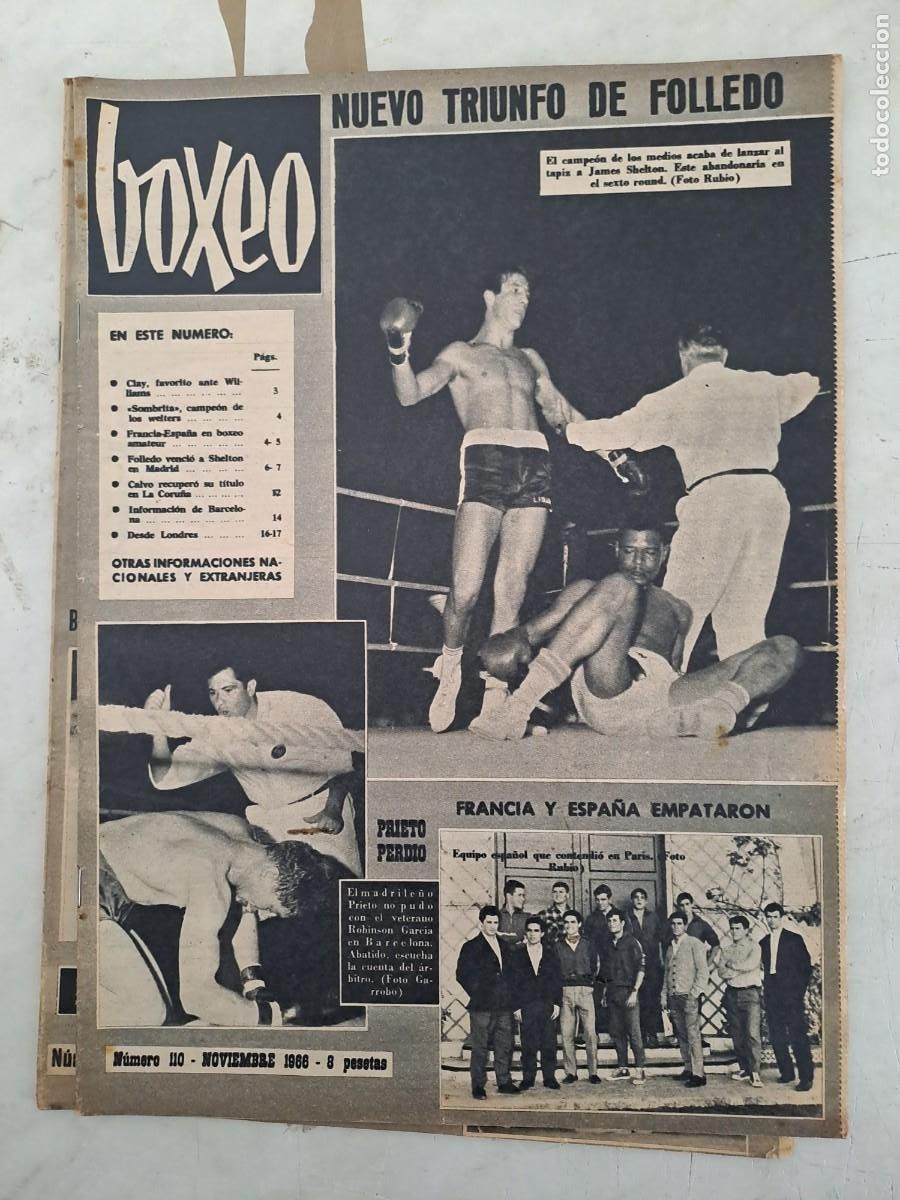 NUEVO TRIUNFO DE FOLLEDO
boxeo
El campeón de los medios acaba de lanzar al
tapiz a James Shelton. Este abandonaría en
el sexto round. (Foto Rubio)
EN ESTE NUMERO:
Págs.
Clay, favorito ante Wil-
liams ... ... ... ... ... ... 3
«Sombrita», campeón de
los welters ... ... ... ... 4
Francia-España en boxeo
amateur ... ... ... ... ... 4- 5
Folledo venció a Shelton
en Madrid ... ... ... ... 6- 7
Calvo recuperó su título
en La Coruña ... ... ... 12
Información de Barcelo-
na ... ... ... ... ... ... ... 14
Desde Londres ... ... ... 16-17
OTRAS INFORMACIONES NA-
CIONALES Y EXTRANJERAS
PRIETO
PERDIO
El madrileño
Prieto no pudo
con el veterano
Robinson García
en Barcelona.
Abatido, escucha
la cuenta del ár-
bitro. (Foto Ga-
rrobo)
FRANCIA Y ESPAÑA EMPATARON
Equipo español que contendió en París. (Foto
Rubio)
Número 110 - NOVIEMBRE 1966 - 8 pesetas
B
Nú
todocoleccion